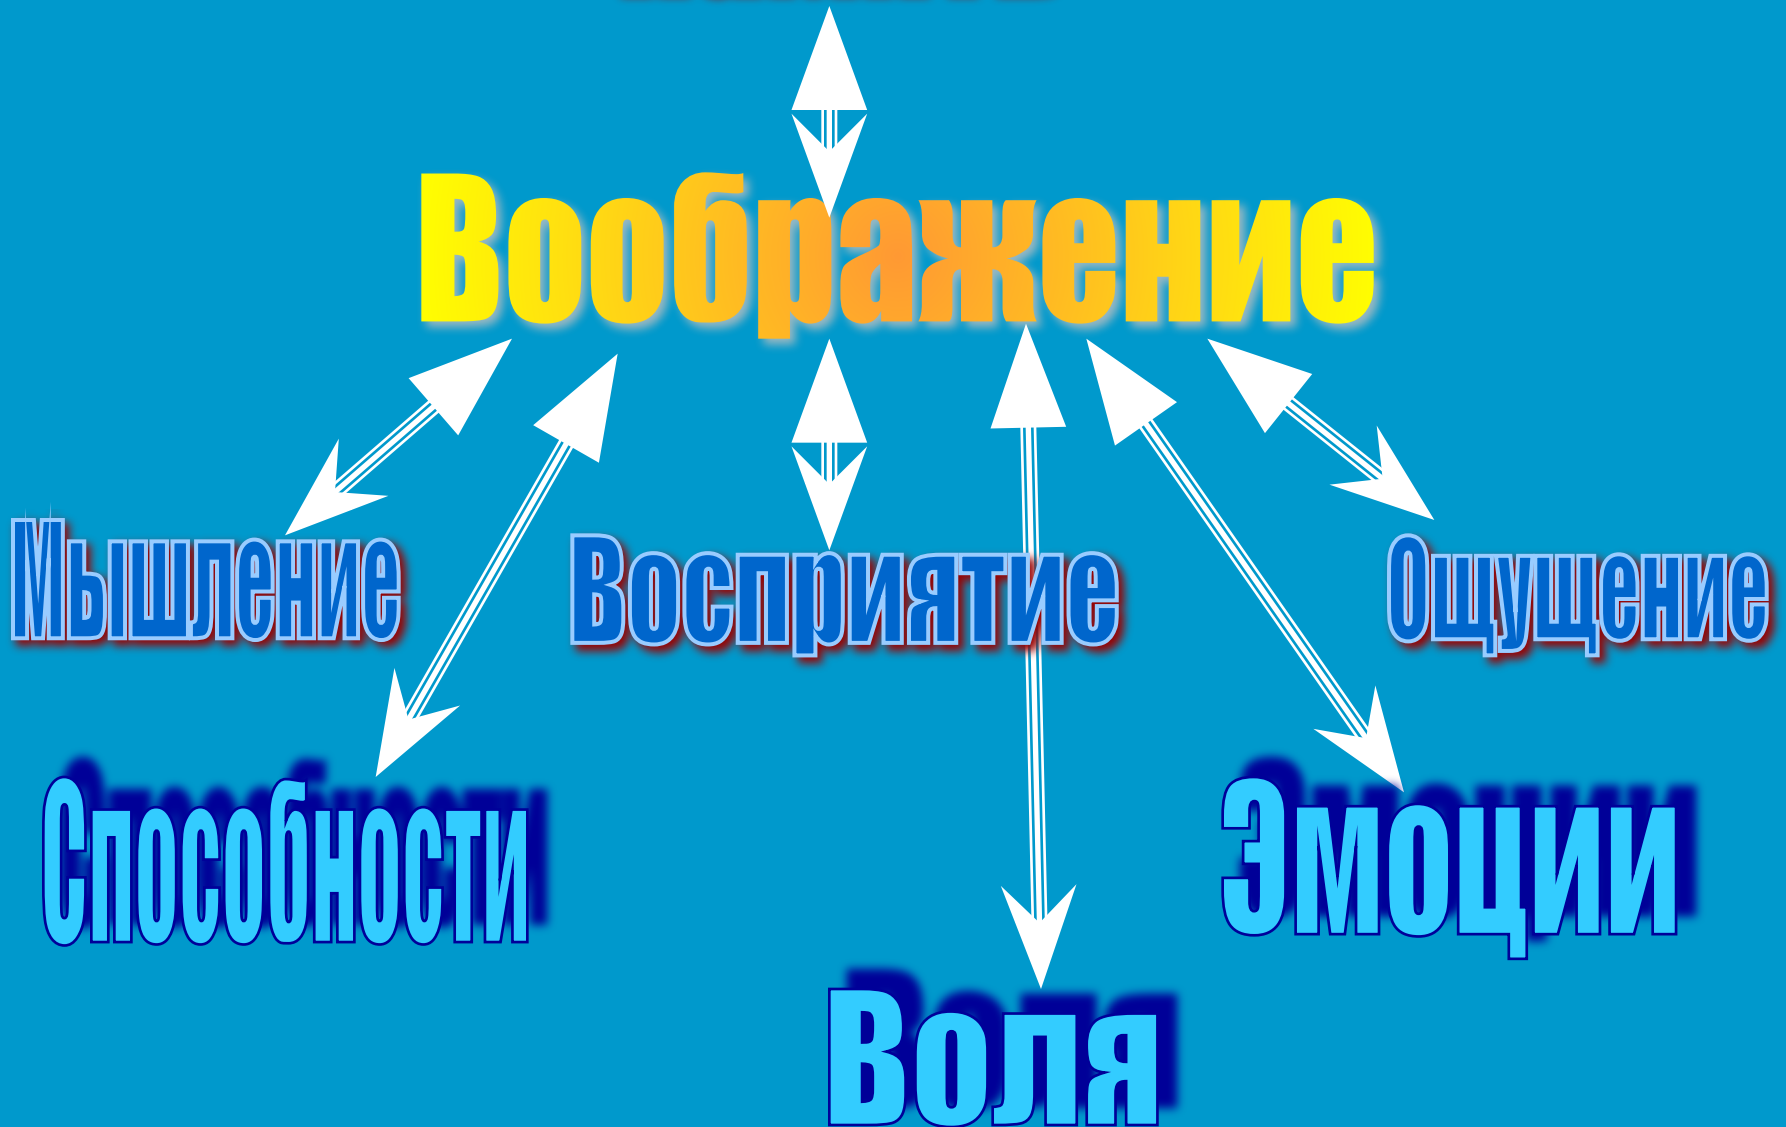 Воображение
Мышление
Восприятие
Ощущение
Способности
Эмоции
Воля